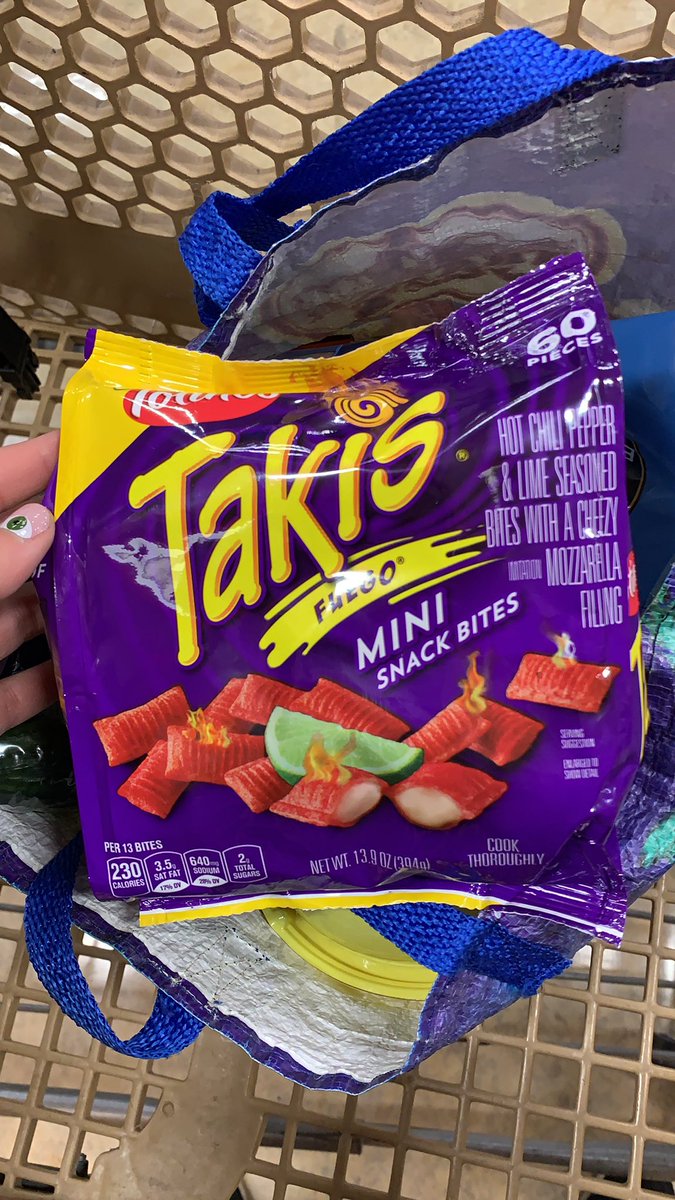 60
PIECES
Totino's
TAKIS
®
FUEGO®
MINI
SNACK BITES
HOT CHILI PEPPER
& LIME SEASONED
BITES WITH A CHEEZY
IMITATION MOZZARELLA
FILLING
SERVING
SUGGESTION
ENLARGED TO
SHOW DETAIL
PER 13 BITES
230
CALORIES
3.5g
SAT FAT
17% DV
640mg
SODIUM
28% DV
2g
TOTAL
SUGARS
NET WT. 13.9 OZ (394g)
COOK
THOROUGHLY